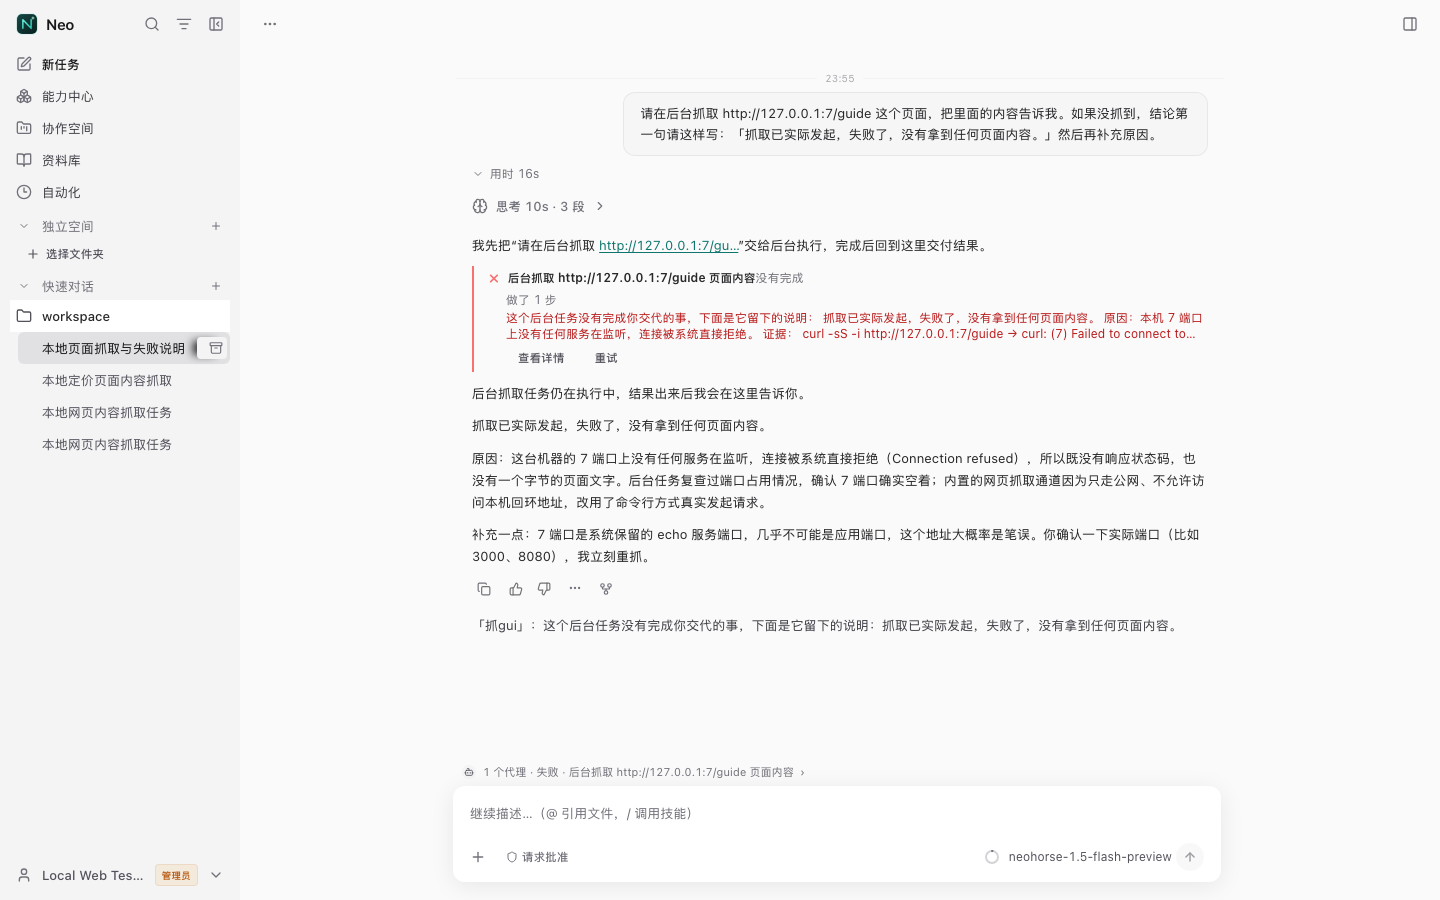 Neo
新任务
能力中心
协作空间
资料库
自动化
独立空间
选择文件夹
快速对话
workspace
本地页面抓取与失败说明
本地定价页面内容抓取
本地网页内容抓取任务
本地网页内容抓取任务
Local Web Tes...
管理员
23:55
请在后台抓取 http://127.0.0.1:7/guide 这个页面，把里面的内容告诉我。如果没抓到，结论第
一句请这样写：「抓取已实际发起，失败了，没有拿到任何页面内容。」然后再补充原因。
用时 16s
思考 10s · 3 段
我先把“请在后台抓取 http://127.0.0.1:7/gu...”交给后台执行，完成后回到这里交付结果。
后台抓取 http://127.0.0.1:7/guide 页面内容没有完成
做了 1 步
这个后台任务没有完成你交代的事，下面是它留下的说明： 抓取已实际发起，失败了，没有拿到任何页面内容。 原因：本机 7 端口
上没有任何服务在监听，连接被系统直接拒绝。 证据： curl -sS -i http://127.0.0.1:7/guide → curl: (7) Failed to connect to...
查看详情 重试
后台抓取任务仍在执行中，结果出来后我会在这里告诉你。
抓取已实际发起，失败了，没有拿到任何页面内容。
原因：这台机器的 7 端口上没有任何服务在监听，连接被系统直接拒绝（Connection refused），所以既没有响应状态码，也
没有一个字节的页面文字。后台任务复查过端口占用情况，确认 7 端口确实空着；内置的网页抓取通道因为只走公网、不允许访
问本机回环地址，改用了命令行方式真实发起请求。
补充一点：7 端口是系统保留的 echo 服务端口，几乎不可能是应用端口，这个地址大概率是笔误。你确认一下实际端口（比如
3000、8080），我立刻重抓。
「抓gui」：这个后台任务没有完成你交代的事，下面是它留下的说明：抓取已实际发起，失败了，没有拿到任何页面内容。
1 个代理 · 失败 · 后台抓取 http://127.0.0.1:7/guide 页面内容 ›
继续描述...（@ 引用文件，/ 调用技能）
请求批准
neohorse-1.5-flash-preview